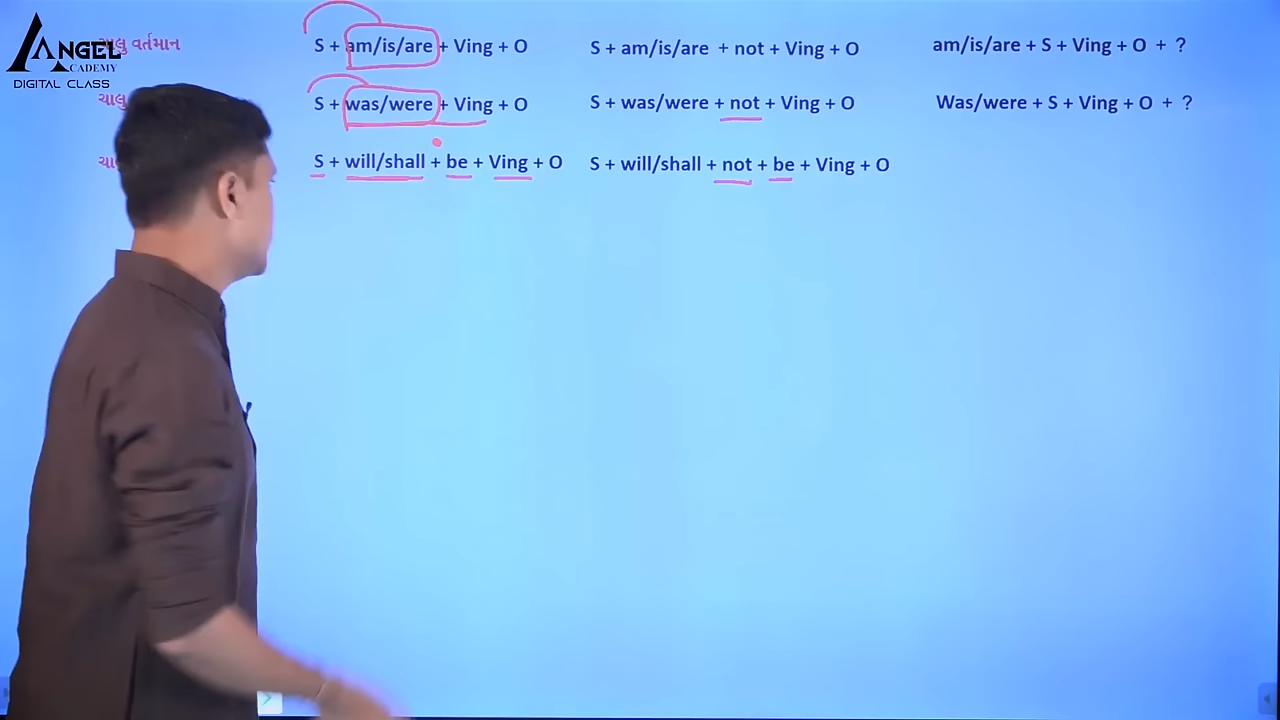 ANGEL
ACADEMY
DIGITAL CLASS
ચાલુ વર્તમાન S + am/is/are + Ving + O S + am/is/are + not + Ving + O am/is/are + S + Ving + O + ?
S + was/were + Ving + O S + was/were + not + Ving + O Was/were + S + Ving + O + ?
S + will/shall + be + Ving + O S + will/shall + not + be + Ving + O